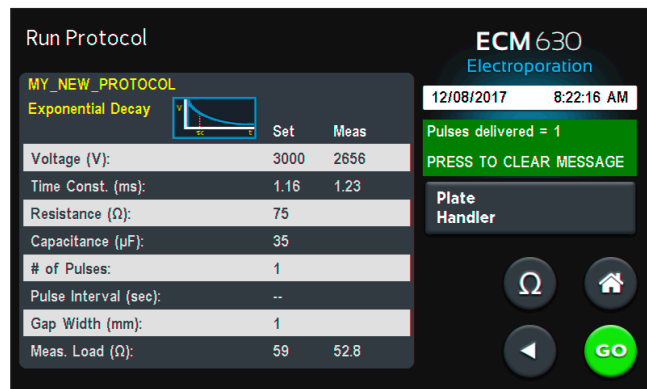 Run Protocol
MY_NEW_PROTOCOL
Exponential Decay V τc t Set Meas
Voltage (V): 3000 2656
Time Const. (ms): 1.16 1.23
Resistance (Ω): 75
Capacitance (µF): 35
# of Pulses: 1
Pulse Interval (sec): --
Gap Width (mm): 1
Meas. Load (Ω): 59 52.8
ECM 630
Electroporation
12/08/2017 8:22:16 AM
Pulses delivered = 1
PRESS TO CLEAR MESSAGE
Plate
Handler
Ω
GO